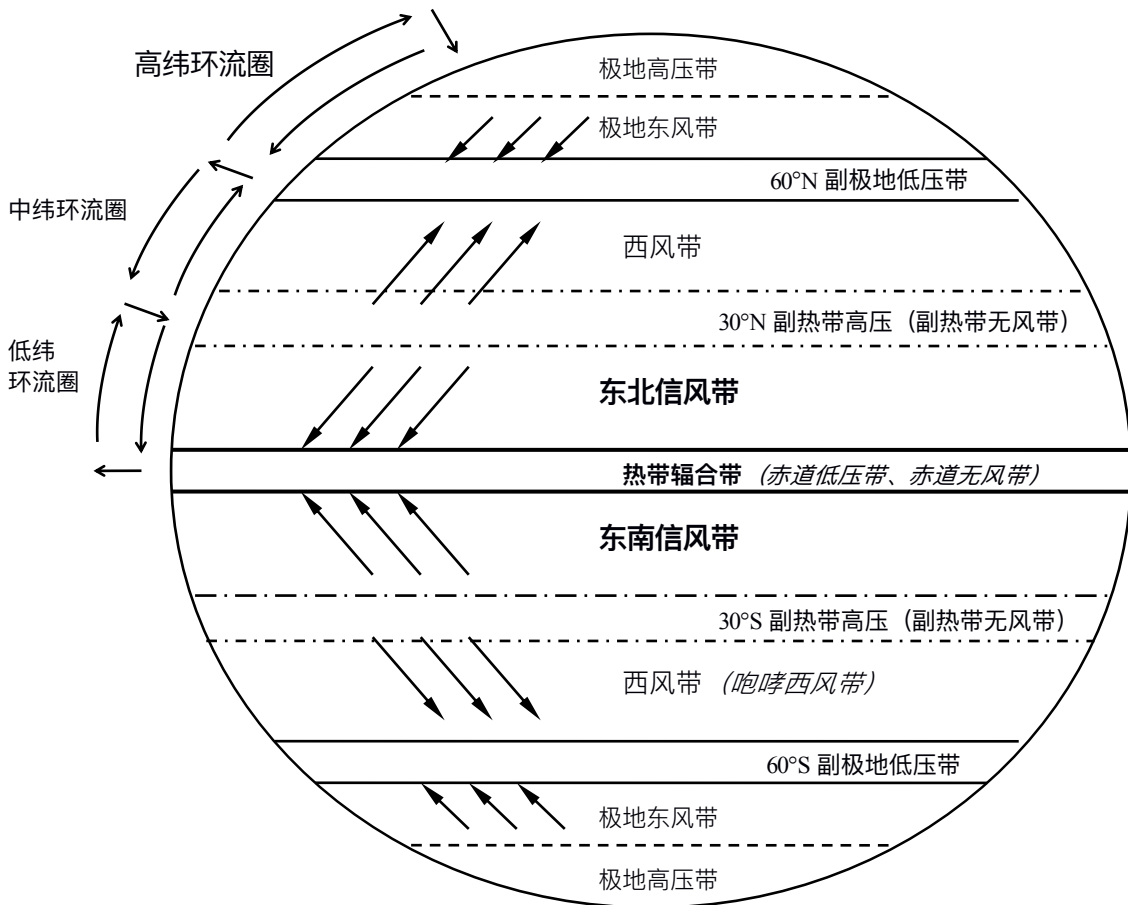 高纬环流圈
极地高压带
极地东风带
60°N 副极地低压带
中纬环流圈
西风带
30°N 副热带高压（副热带无风带）
低纬
环流圈
东北信风带
热带辐合带（赤道低压带、赤道无风带）
东南信风带
30°S 副热带高压（副热带无风带）
西风带（咆哮西风带）
60°S 副极地低压带
极地东风带
极地高压带